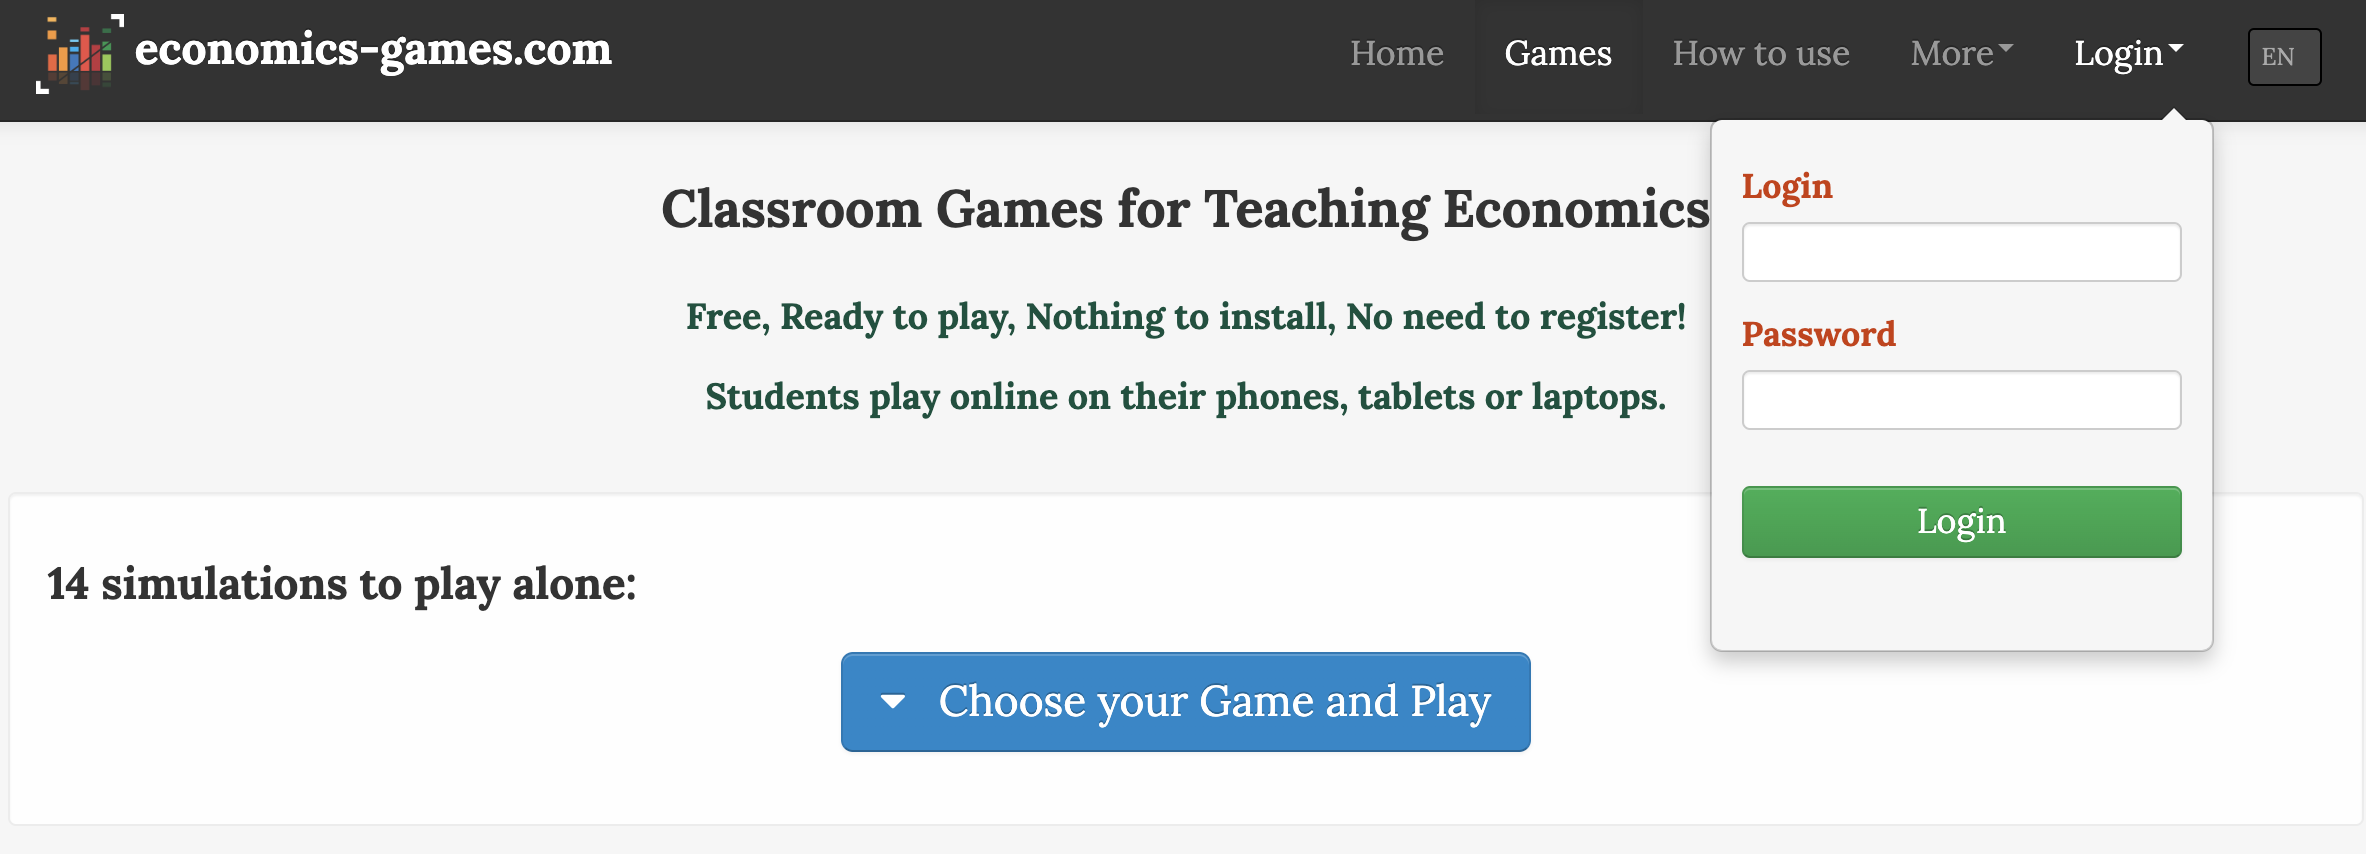 economics-games.com
Home
Games
How to use
More
Login
EN
Classroom Games for Teaching Economics
Free, Ready to play, Nothing to install, No need to register!
Students play online on their phones, tablets or laptops.
Login
Password
Login
14 simulations to play alone:
Choose your Game and Play